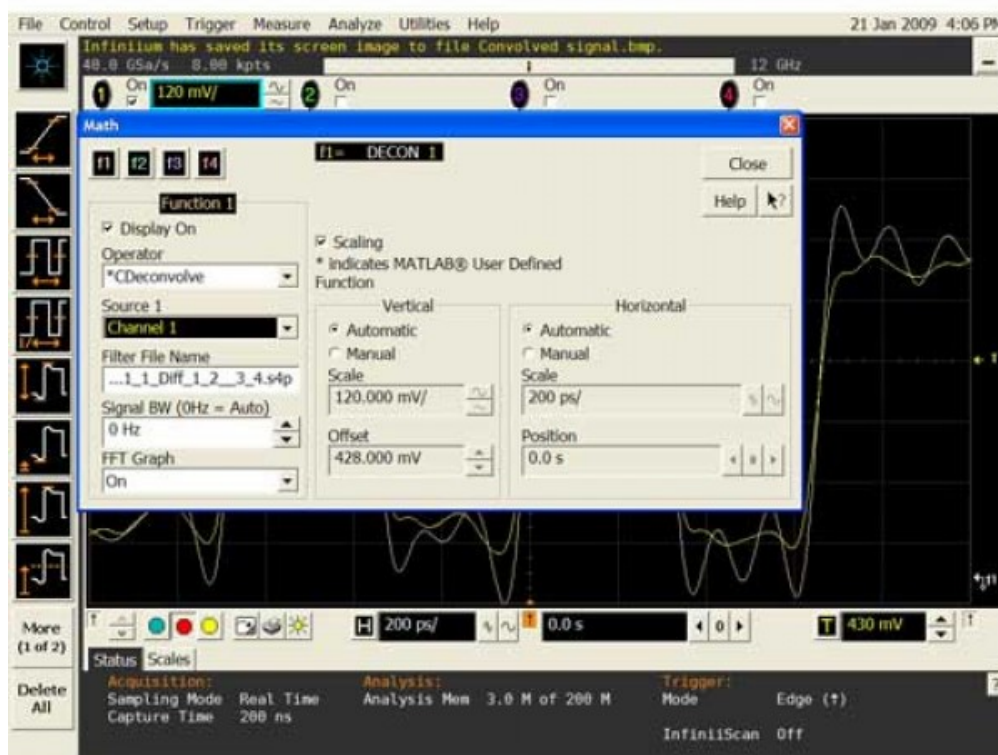 File Control Setup Trigger Measure Analyze Utilities Help 21 Jan 2009 4:06 PM
Infiniium has saved its screen image to file Convolved signal.bmp.
40.0 GSa/s 8.00 kpts 12 GHz
1 On 120 mV/ 2 On 3 On 4 On
Math
f1 f2 f3 f4
f1= DECON 1
Close
Help
Function 1
Display On
Operator
*CDeconvolve
Source 1
Channel 1
Filter File Name
...1_1_Diff_1_2__3_4.s4p
Signal BW (0Hz = Auto)
0 Hz
FFT Graph
On
Scaling
* indicates MATLAB® User Defined
Function
Vertical
Automatic
Manual
Scale
120.000 mV/
Offset
428.000 mV
Horizontal
Automatic
Manual
Scale
200 ps/
Position
0.0 s
More
(1 of 2)
Delete
All
H 200 ps/ 0.0 s 0 T 430 mV
Status Scales
Acquisition:
Sampling Mode Real Time
Capture Time 200 ns
Analysis:
Analysis Mem 3.0 M of 200 M
Trigger:
Mode Edge (↑)
InfiniiScan Off